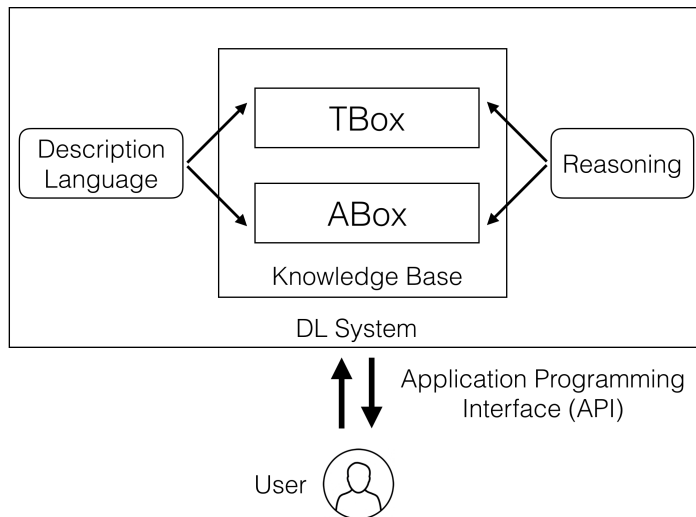 TBox
Description
Language
Reasoning
ABox
Knowledge Base
DL System
Application Programming
Interface (API)
User